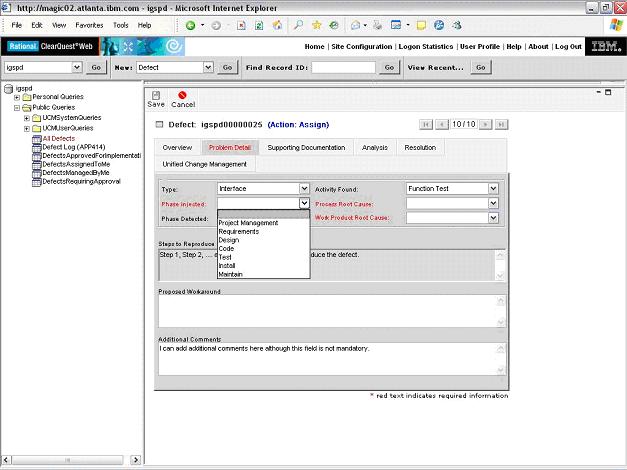 http://magic02.atlanta.ibm.com - igspd - Microsoft Internet Explorer
File Edit View Favorites Tools Help
Rational. ClearQuest Web
Home | Site Configuration | Logon Statistics | User Profile | Help | About | Log Out
IBM
igspd Go New: Defect Go Find Record ID: Go View Recent... Go
igspd
Personal Queries
Public Queries
UCMSystemQueries
UCMUserQueries
All Defects
Defect Log (APP414)
DefectsApprovedForImplementati
DefectsAssignedToMe
DefectsManagedByMe
DefectsRequiringApproval
Save Cancel
Defect: igspd00000025 (Action: Assign)
10 / 10
Overview Problem Detail Supporting Documentation Analysis Resolution
Unified Change Management
Type: Interface Activity Found: Function Test
Phase Injected: Process Root Cause:
Phase Detected: Work Product Root Cause:
Project Management
Requirements
Design
Code
Test
Install
Maintain
Steps to Reproduce
Step 1, Step 2, .... duce the defect.
Proposed Workaround
Additional Comments
I can add additional comments here although this field is not mandatory.
* red text indicates required information